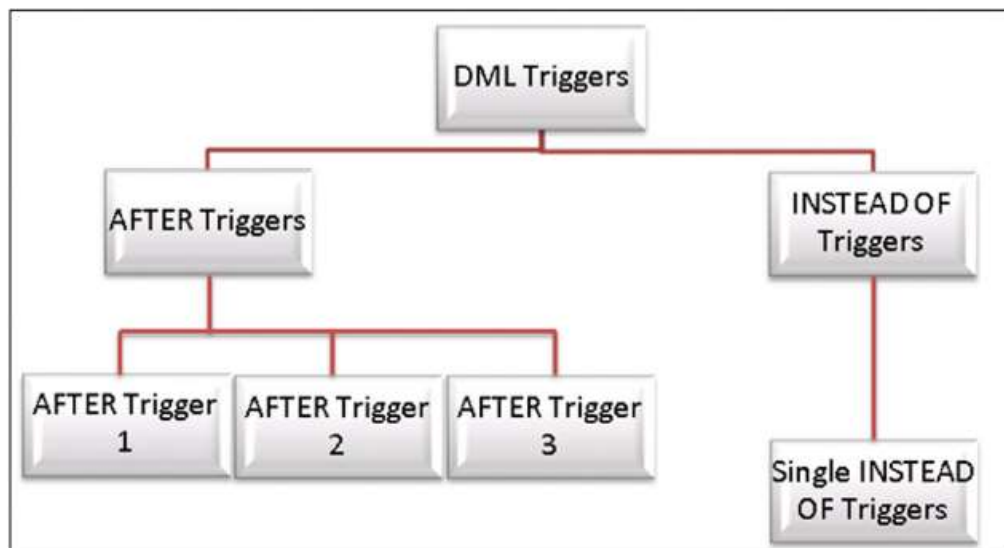 DML Triggers
AFTER Triggers
INSTEAD OF
Triggers
AFTER Trigger
1
AFTER Trigger
2
AFTER Trigger
3
Single INSTEAD
OF Triggers